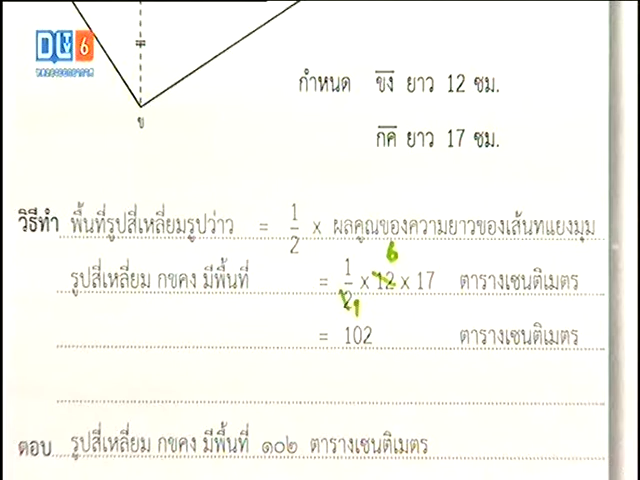 DL 6
ข
กำหนด ขง ยาว 12 ซม.
กค ยาว 17 ซม.
วิธีทำ พื้นที่รูปสี่เหลี่ยมรูปว่าว = 1/2 × ผลคูณของความยาวของเส้นทแยงมุม
6
รูปสี่เหลี่ยม กขคง มีพื้นที่ = 1/2 × 12 × 17 ตารางเซนติเมตร
1
= 102 ตารางเซนติเมตร
ตอบ รูปสี่เหลี่ยม กขคง มีพื้นที่ ๑๐๒ ตารางเซนติเมตร